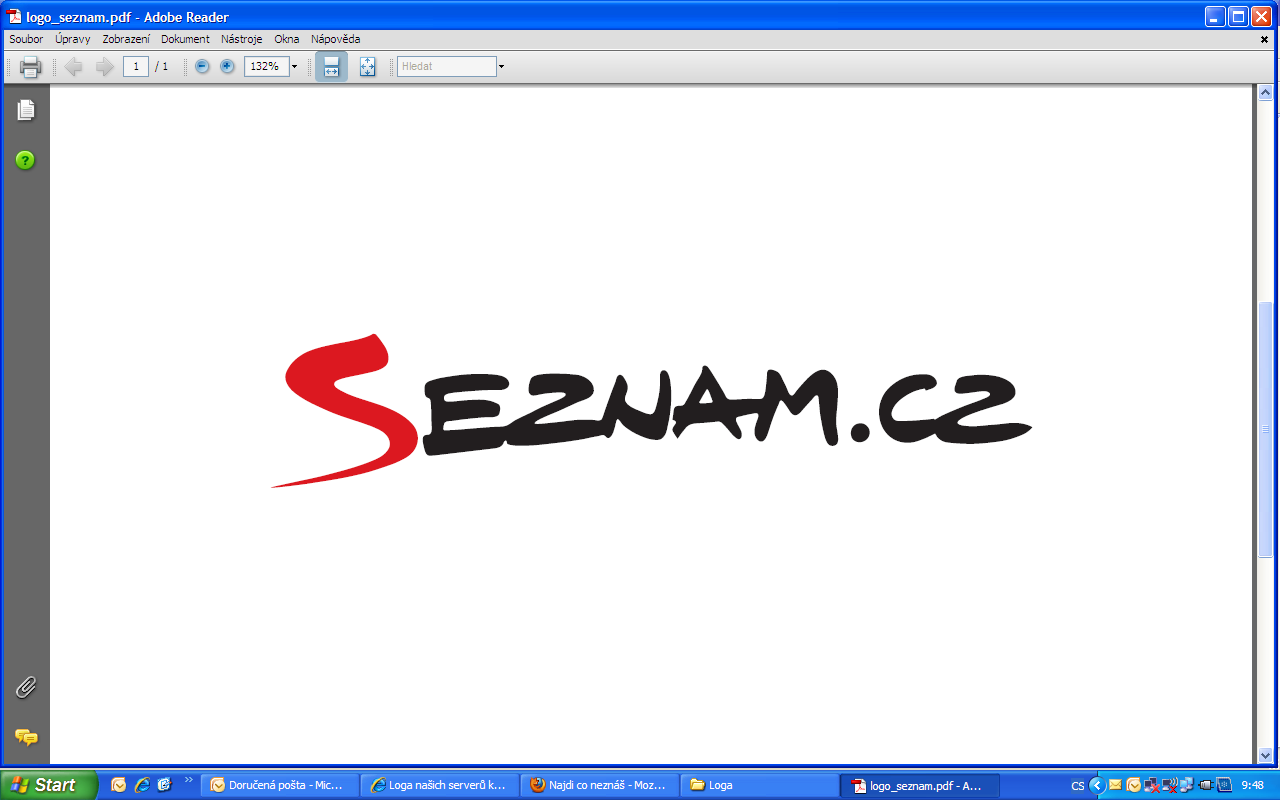 logo_seznam.pdf - Adobe Reader
Soubor Úpravy Zobrazení Dokument Nástroje Okna Nápověda
1 / 1 132% Hledat
SEZNAM.CZ
Start Doručená pošta - Mic... Loga našich serverů k... Najdi co neznáš - Moz... Loga logo_seznam.pdf - A... CS 9:48